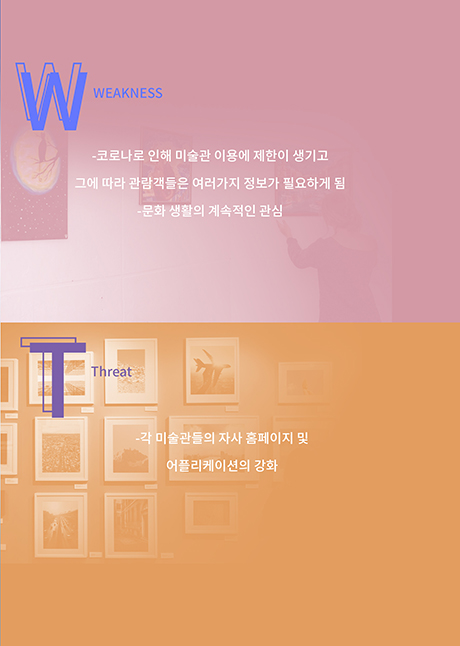 W WEAKNESS
-코로나로 인해 미술관 이용에 제한이 생기고
그에 따라 관람객들은 여러가지 정보가 필요하게 됨
-문화 생활의 계속적인 관심
T Threat
-각 미술관들의 자사 홈페이지 및
어플리케이션의 강화